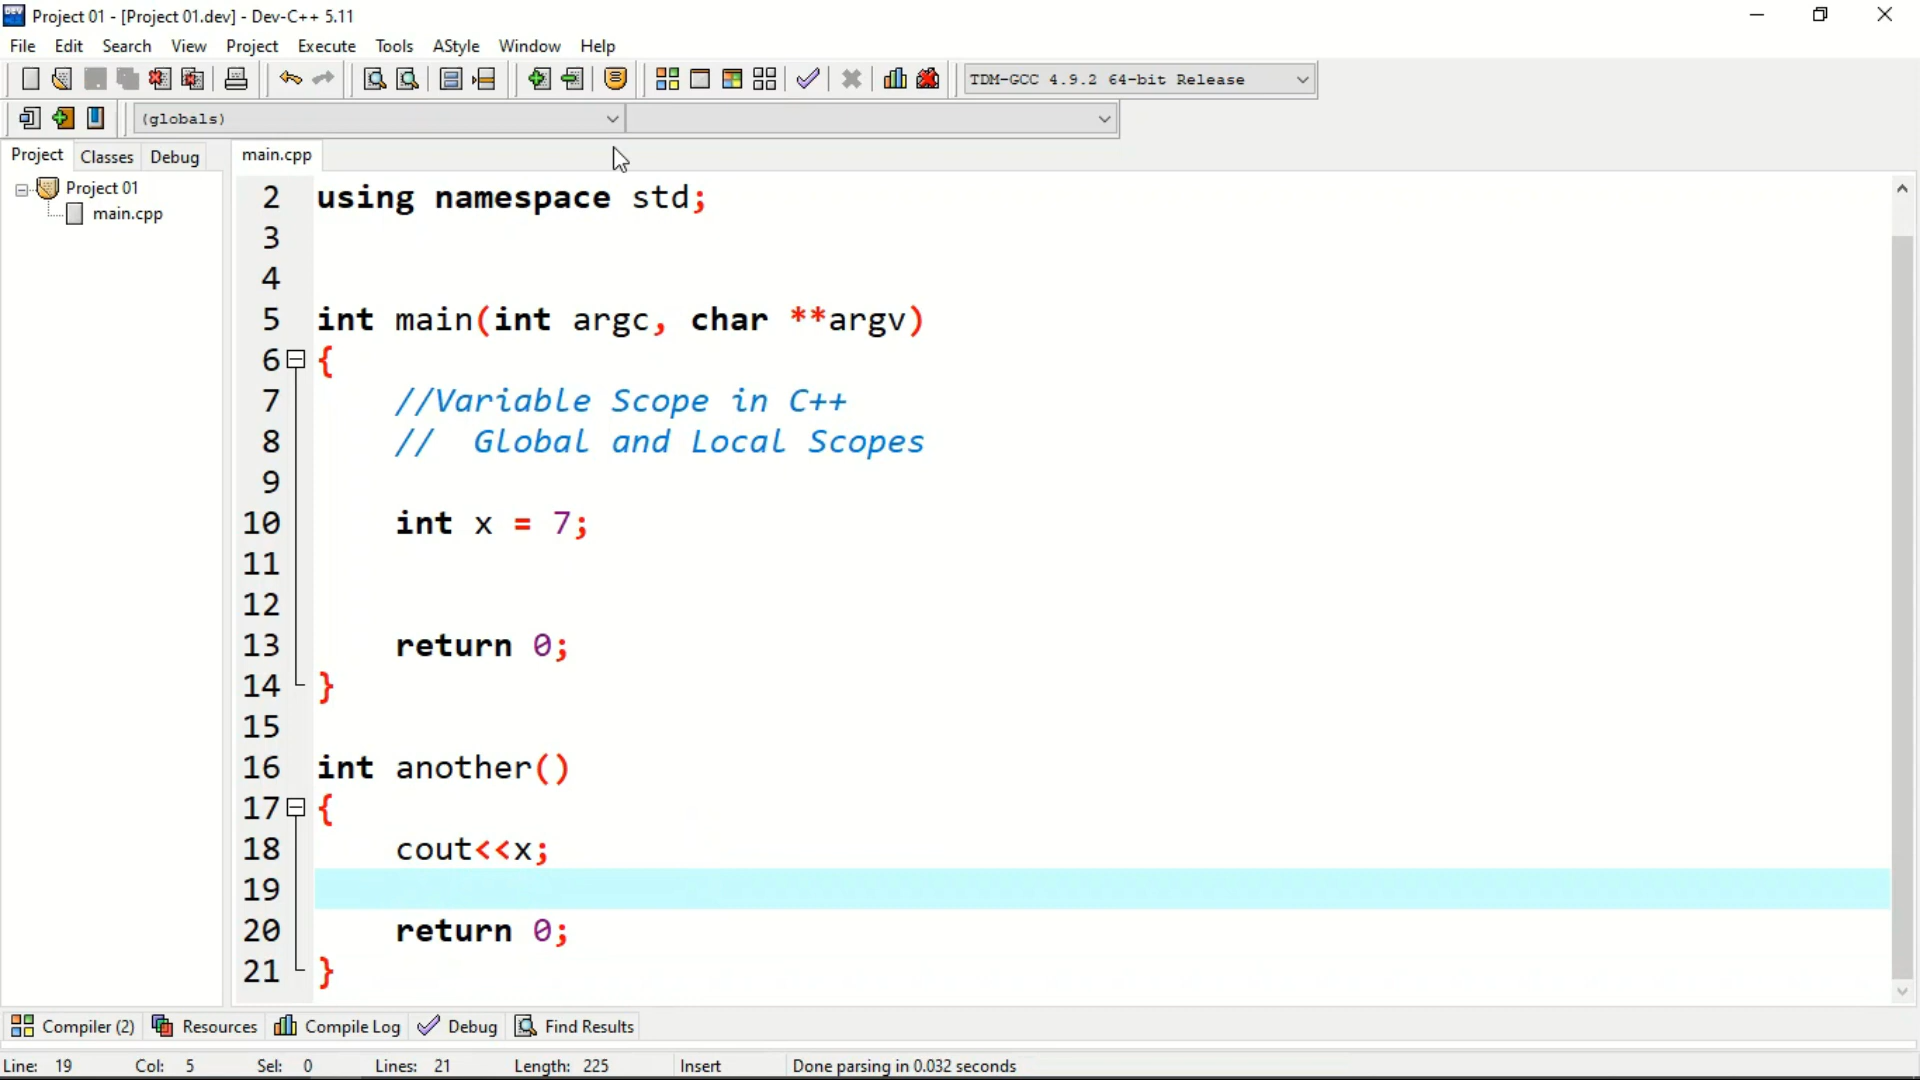 Project 01 - [Project 01.dev] - Dev-C++ 5.11
File Edit Search View Project Execute Tools AStyle Window Help
TDM-GCC 4.9.2 64-bit Release
(globals)
Project Classes Debug main.cpp
Project 01
main.cpp
2 using namespace std;
3
4
5 int main(int argc, char **argv)
6 {
7 //Variable Scope in C++
8 // Global and Local Scopes
9
10 int x = 7;
11
12
13 return 0;
14 }
15
16 int another()
17 {
18 cout<<x;
19
20 return 0;
21 }
Compiler (2) Resources Compile Log Debug Find Results
Line: 19 Col: 5 Sel: 0 Lines: 21 Length: 225 Insert Done parsing in 0.032 seconds